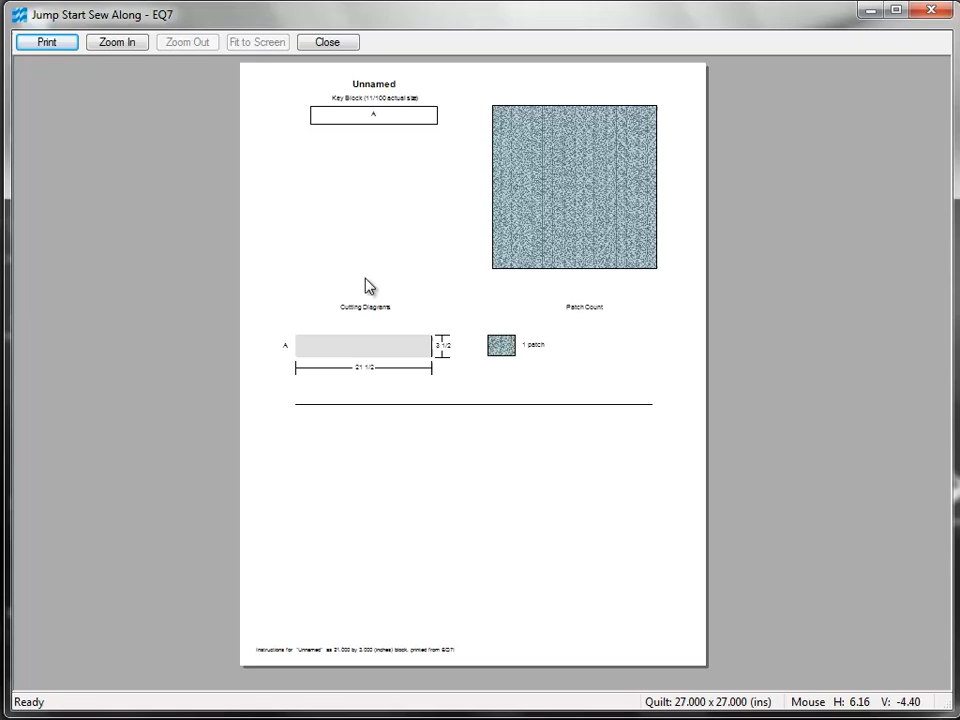 Jump Start Sew Along - EQ7
Print Zoom In Zoom Out Fit to Screen Close
Unnamed
Key Block (11/100 actual size)
A
Cutting Diagrams Patch Count
A 3 1/2 1 patch
21 1/2
Instructions for "Unnamed" as 21.000 by 3.000 (inches) block, printed from EQ7!
Ready Quilt: 27.000 x 27.000 (ins) Mouse H: 6.16 V: -4.40